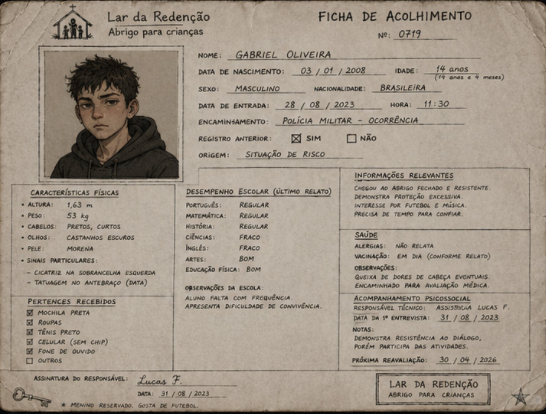 Lar da Redenção
Abrigo para crianças
FICHA DE ACOLHIMENTO
Nº: 0719
NOME: GABRIEL OLIVEIRA
DATA DE NASCIMENTO: 03 / 01 / 2008 IDADE: 14 anos
(14 anos e 9 meses)
SEXO: MASCULINO NACIONALIDADE: BRASILEIRA
DATA DE ENTRADA: 28 / 08 / 2023 HORA: 11:30
ENCAMINHAMENTO: POLÍCIA MILITAR - OCORRÊNCIA
REGISTRO ANTERIOR: SIM NÃO
ORIGEM: SITUAÇÃO DE RISCO
CARACTERÍSTICAS FÍSICAS
• ALTURA: 1,63 m
• PESO: 53 kg
• CABELOS: PRETOS, CURTOS
• OLHOS: CASTANHOS ESCUROS
• PELE: MORENA
• SINAIS PARTICULARES:
- CICATRIZ NA SOBRANCELHA ESQUERDA
- TATUAGEM NO ANTEBRAÇO (DATA)
PERTENCES RECEBIDOS
MOCHILA PRETA
ROUPAS
TÊNIS PRETO
CELULAR (SEM CHIP)
FONE DE OUVIDO
OUTROS
DESEMPENHO ESCOLAR (ÚLTIMO RELATO)
PORTUGUÊS: REGULAR
MATEMÁTICA: REGULAR
HISTÓRIA: REGULAR
CIÊNCIAS: FRACO
INGLÊS: FRACO
ARTES: BOM
EDUCAÇÃO FÍSICA: BOM
OBSERVAÇÕES DA ESCOLA:
ALUNO FALTA COM FREQUÊNCIA.
APRESENTA DIFICULDADE DE CONVIVÊNCIA.
INFORMAÇÕES RELEVANTES
CHEGOU AO ABRIGO FECHADO E RESISTENTE.
DEMONSTRA PROTEÇÃO EXCESSIVA.
INTERESSE POR FUTEBOL E MÚSICA.
PRECISA DE TEMPO PARA CONFIAR.
SAÚDE
ALERGIAS: NÃO RELATA
VACINAÇÃO: EM DIA (CONFORME RELATO)
OBSERVAÇÕES:
QUEIXA DE DORES DE CABEÇA EVENTUAIS.
ENCAMINHADO PARA AVALIAÇÃO MÉDICA.
ACOMPANHAMENTO PSICOSSOCIAL
RESPONSÁVEL TÉCNICO: LUCAS F.
DATA DA 1ª ENTREVISTA: 31 / 08 / 2023
NOTAS:
DEMONSTRA RESISTÊNCIA AO DIÁLOGO,
PORÉM PARTICIPA DAS ATIVIDADES.
PRÓXIMA REAVALIAÇÃO: 30 / 04 / 2026
ASSINATURA DO RESPONSÁVEL: Lucas F.
DATA: 31 / 08 / 2023
* MENINO RESERVADO. GOSTA DE FUTEBOL.
LAR DA REDENÇÃO
ABRIGO PARA CRIANÇAS